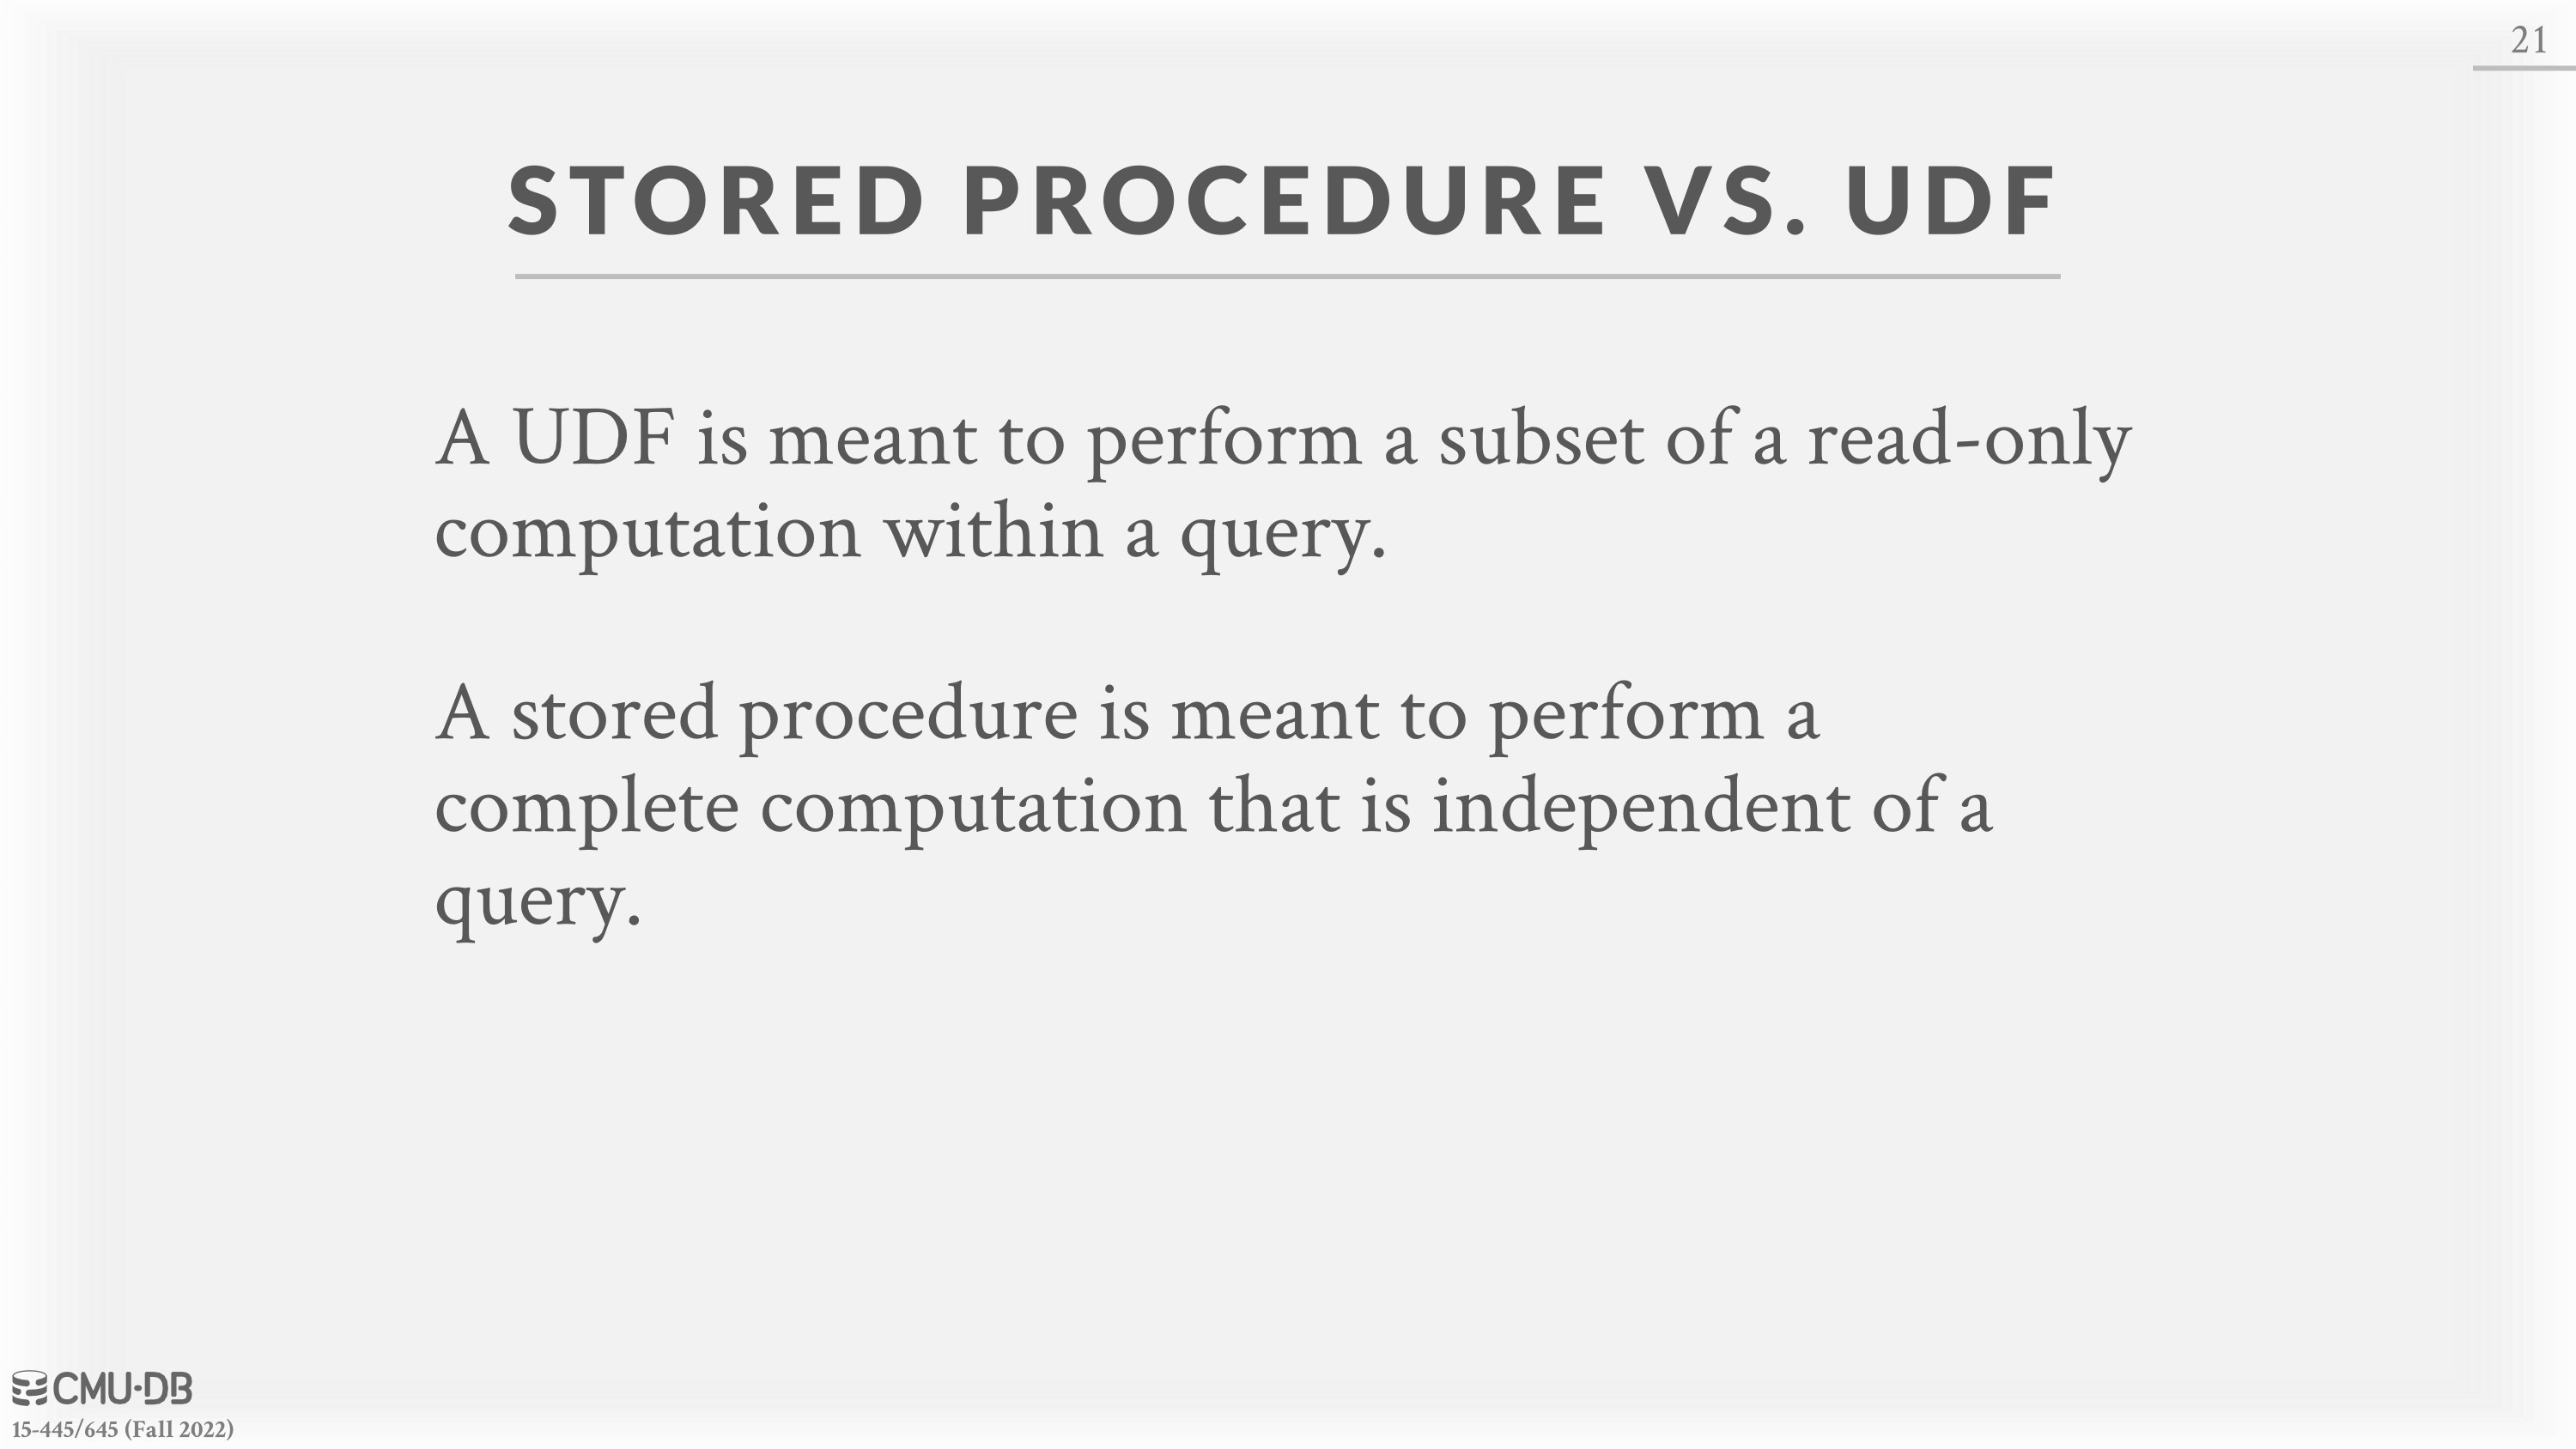 21
STORED PROCEDURE VS. UDF
A UDF is meant to perform a subset of a read-only
computation within a query.
A stored procedure is meant to perform a
complete computation that is independent of a
query.
CMU·DB
15-445/645 (Fall 2022)